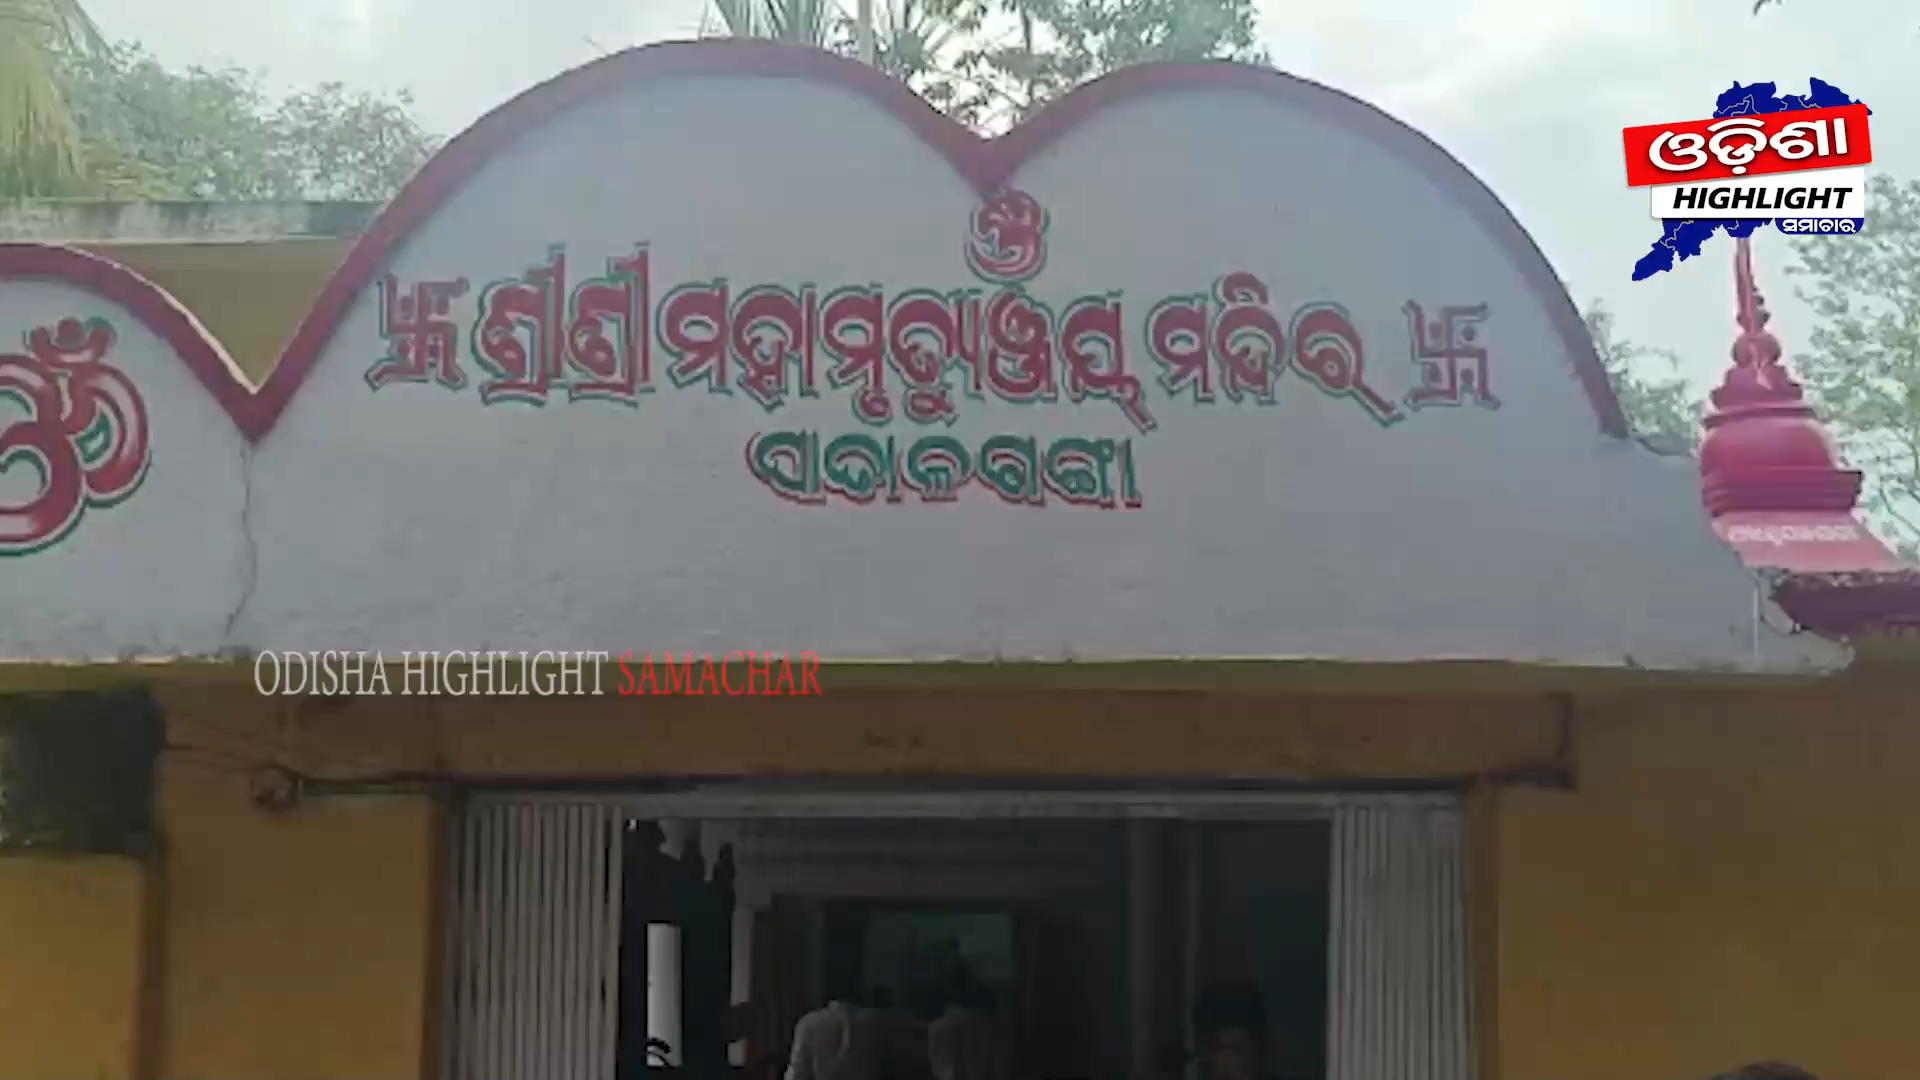 ଓଡ଼ିଶା
HIGHLIGHT
ସମାଚାର
ଓଁ
ଶ୍ରୀଶ୍ରୀ ମହାମୃତ୍ୟୁଞ୍ଜୟ ମନ୍ଦିର
ପାତାଳଗଙ୍ଗା
ODISHA HIGHLIGHT SAMACHAR